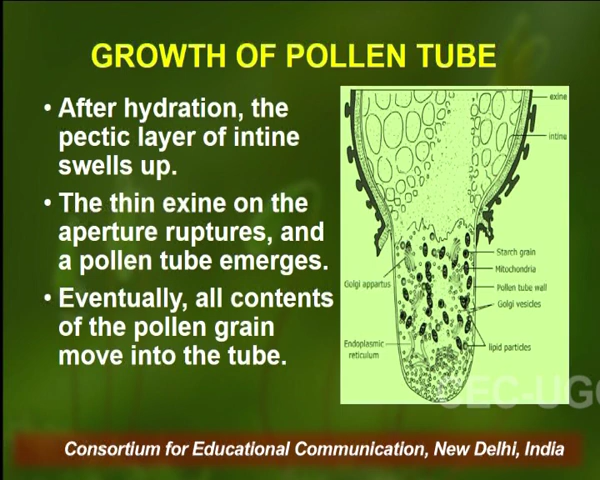 GROWTH OF POLLEN TUBE
• After hydration, the
pectic layer of intine
swells up.
• The thin exine on the
aperture ruptures, and
a pollen tube emerges.
• Eventually, all contents
of the pollen grain
move into the tube.
exine
intine
Starch grain
Mitochondria
Golgi appartus
Pollen tube wall
Golgi vesicles
Endoplasmic
reticulum
lipid particles
CEC-UGC
Consortium for Educational Communication, New Delhi, India